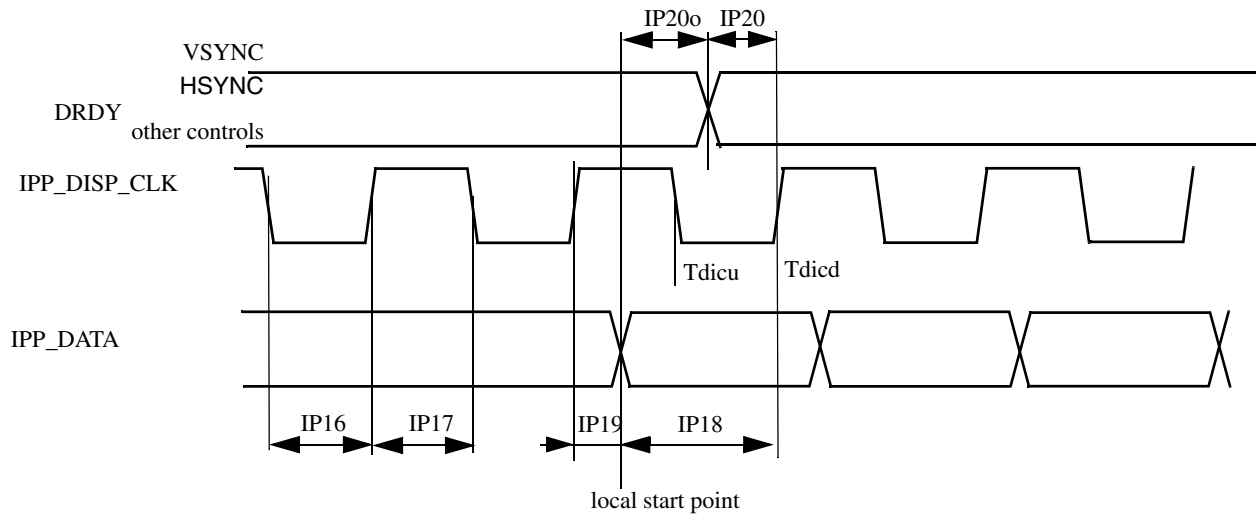 IP20o IP20
VSYNC
HSYNC
DRDY
other controls
IPP_DISP_CLK
Tdicu Tdicd
IPP_DATA
IP16 IP17 IP19 IP18
local start point